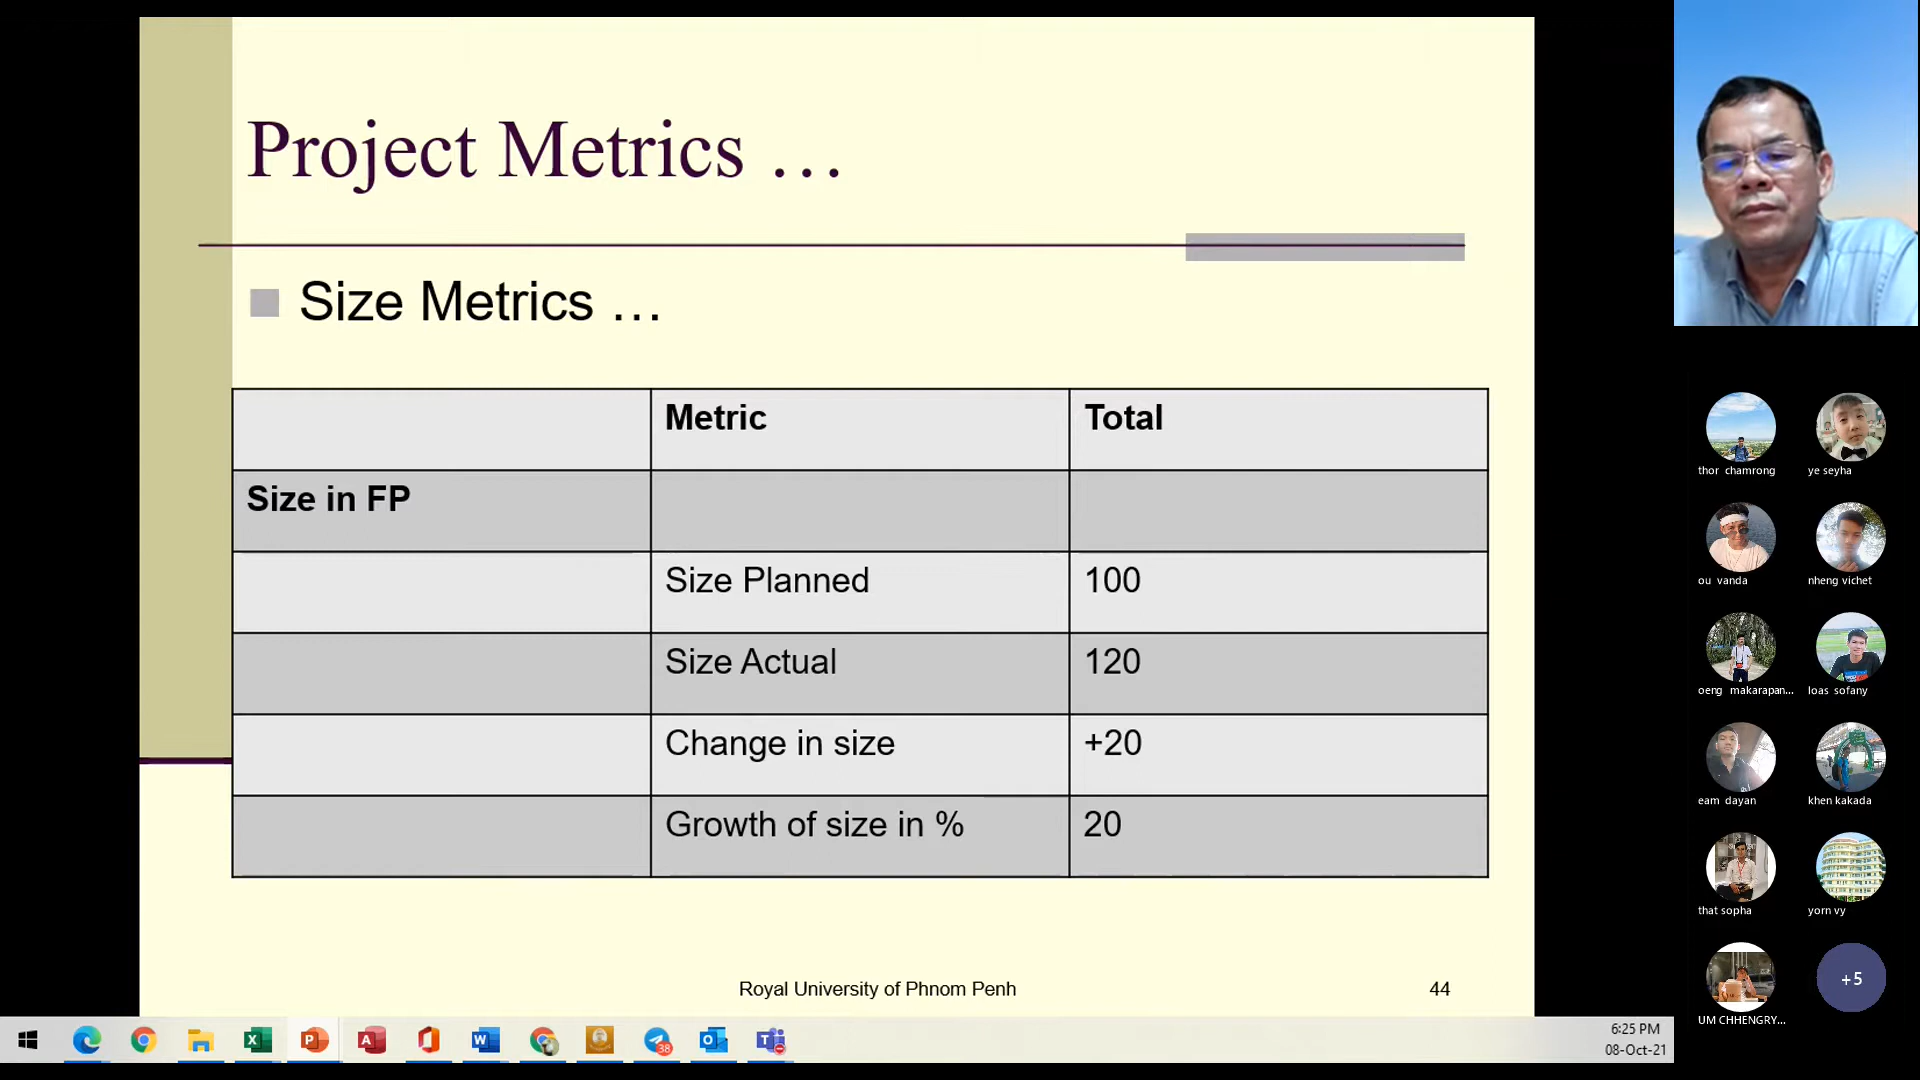 Project Metrics …
Size Metrics …
Metric Total
Size in FP
Size Planned 100
Size Actual 120
Change in size +20
Growth of size in % 20
Royal University of Phnom Penh 44
thor chamrong
ye seyha
ou vanda
nheng vichet
oeng makarapan...
loas sofany
eam dayan
khen kakada
that sopha
yorn vy
UM CHHENGRY...
+5
38
6:25 PM
08-Oct-21